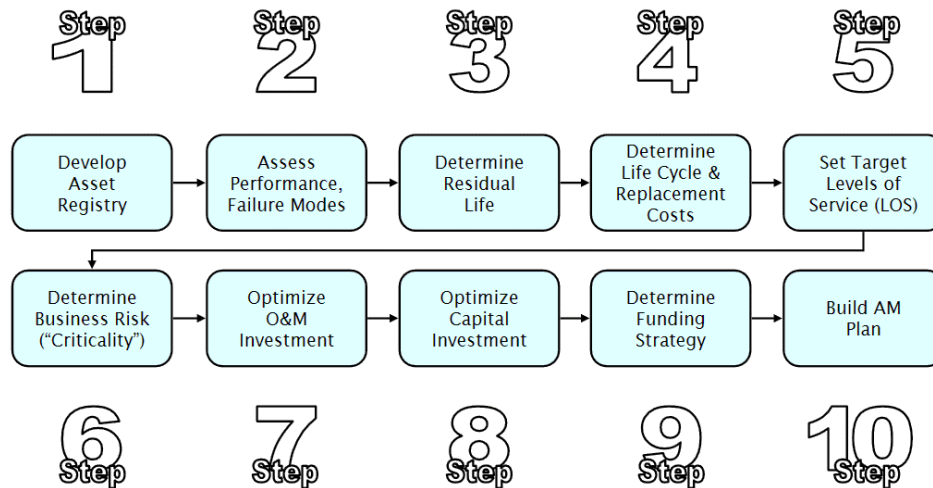 Step Step Step Step Step
1 2 3 4 5
Develop
Asset
Registry
Assess
Performance,
Failure Modes
Determine
Residual
Life
Determine
Life Cycle &
Replacement
Costs
Set Target
Levels of
Service (LOS)
Determine
Business Risk
(“Criticality”)
Optimize
O&M
Investment
Optimize
Capital
Investment
Determine
Funding
Strategy
Build AM
Plan
6 7 8 9 10
Step Step Step Step Step